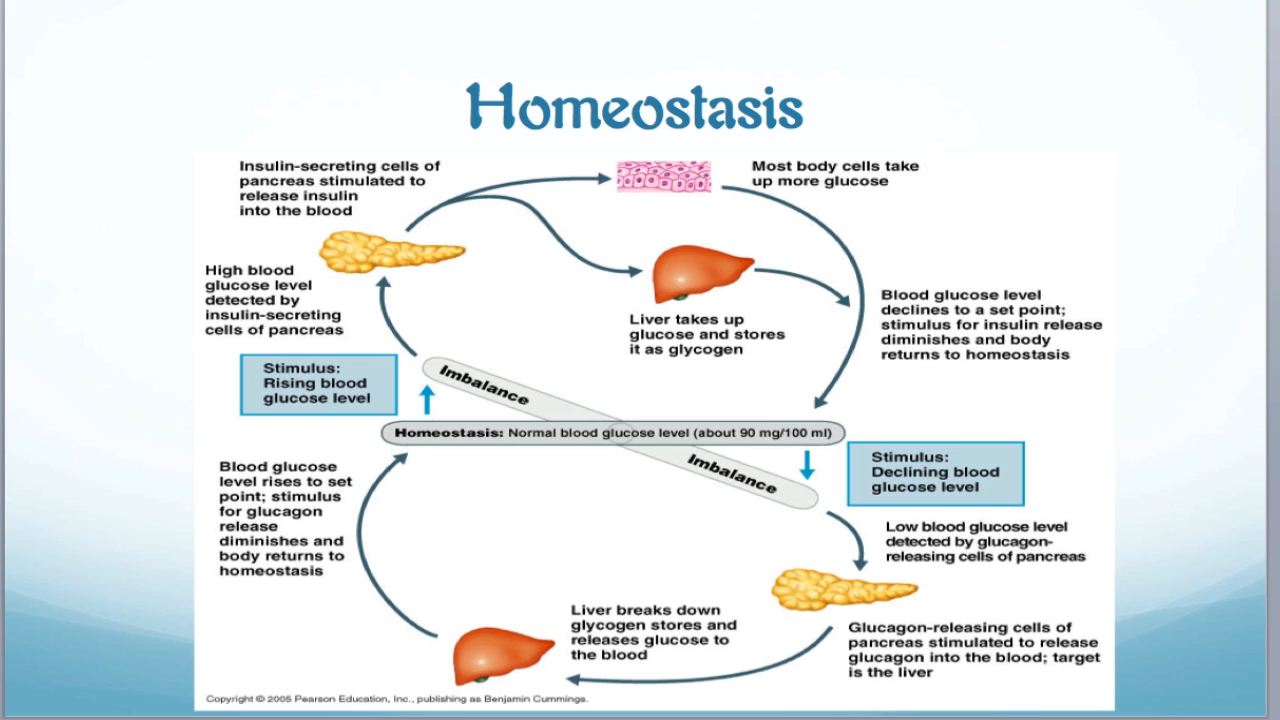 Homeostasis
Insulin-secreting cells of
pancreas stimulated to
release insulin
into the blood
Most body cells take
up more glucose
High blood
glucose level
detected by
insulin-secreting
cells of pancreas
Liver takes up
glucose and stores
it as glycogen
Blood glucose level
declines to a set point;
stimulus for insulin release
diminishes and body
returns to homeostasis
Stimulus:
Rising blood
glucose level
Imbalance
Homeostasis: Normal blood glucose level (about 90 mg/100 ml)
Imbalance
Stimulus:
Declining blood
glucose level
Blood glucose
level rises to set
point; stimulus
for glucagon
release
diminishes and
body returns to
homeostasis
Low blood glucose level
detected by glucagon-
releasing cells of pancreas
Liver breaks down
glycogen stores and
releases glucose to
the blood
Glucagon-releasing cells of
pancreas stimulated to release
glucagon into the blood; target
is the liver
Copyright © 2005 Pearson Education, Inc., publishing as Benjamin Cummings.